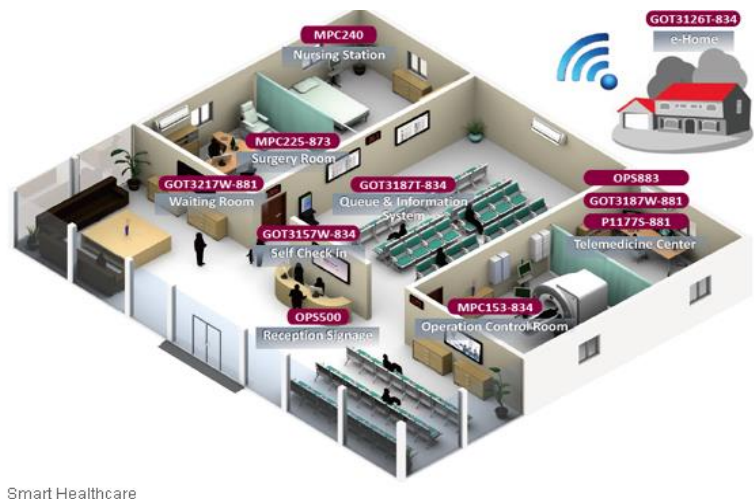 MPC240
Nursing Station
GOT3126T-834
e-Home
MPC225-873
Surgery Room
GOT3217W-881
Waiting Room
GOT3187T-834
Queue & Information
System
OPS883
GOT3187W-881
P1177S-881
Telemedicine Center
GOT3157W-834
Self Check in
OPS500
Reception Signage
MPC153-834
Operation Control Room
Smart Healthcare